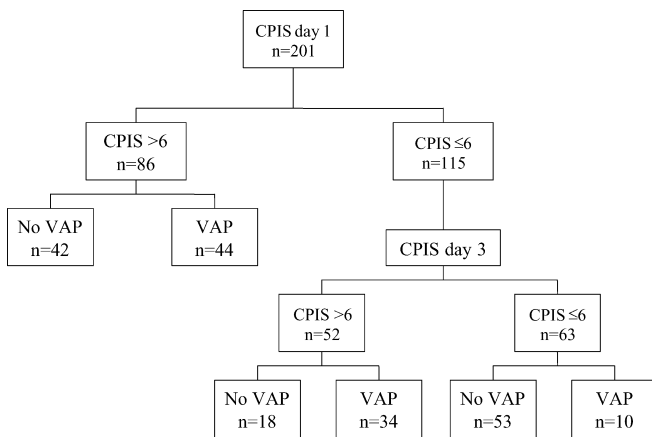 CPIS day 1
n=201
CPIS >6
n=86
CPIS ≤6
n=115
No VAP
n=42
VAP
n=44
CPIS day 3
CPIS >6
n=52
CPIS ≤6
n=63
No VAP
n=18
VAP
n=34
No VAP
n=53
VAP
n=10